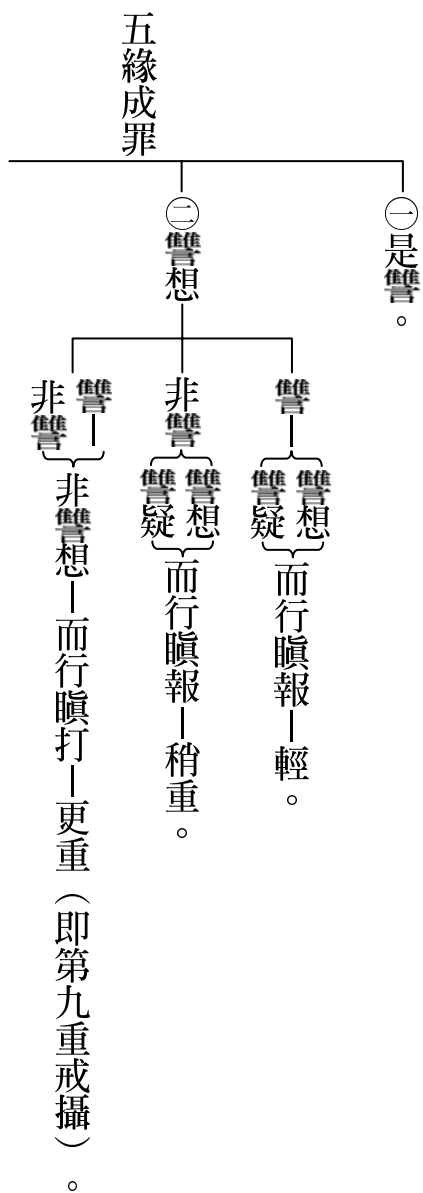 五緣成罪
㊀是讐。
㊁讐想
讐
讐想
讐疑
而行瞋報
輕。
非讐
讐想
讐疑
而行瞋報
稍重。
讐
非讐
非讐想
而行瞋打
更重（即第九重戒攝）。